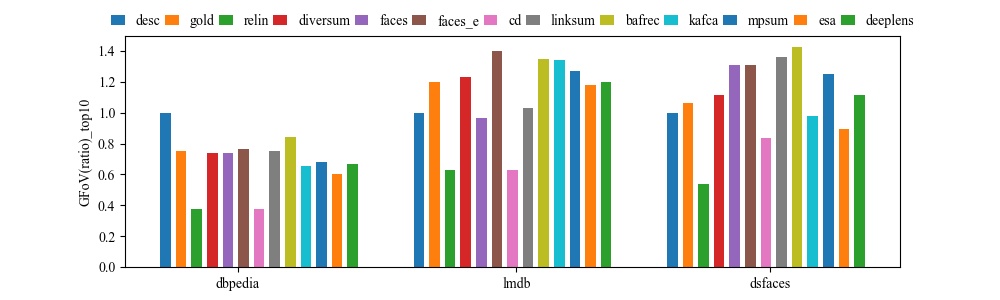 desc gold relin diversum faces faces_e cd linksum bafrec kafca mpsum esa deeplens
GFoV(ratio)_top10
1.4
1.2
1.0
0.8
0.6
0.4
0.2
0.0
dbpedia lmdb dsfaces